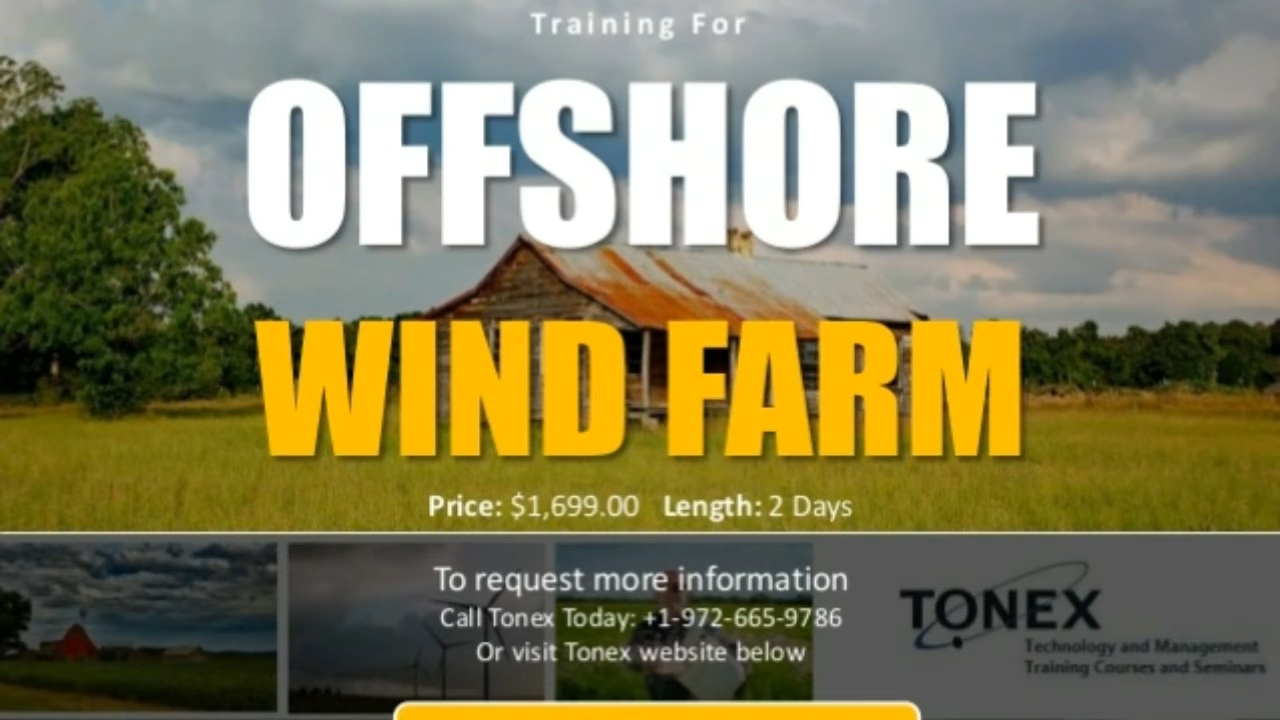 Training For
OFFSHORE
WIND FARM
Price: $1,699.00 Length: 2 Days
To request more information
Call Tonex Today: +1-972-665-9786
Or visit Tonex website below
TONEX
Technology and Management
Training Courses and Seminars